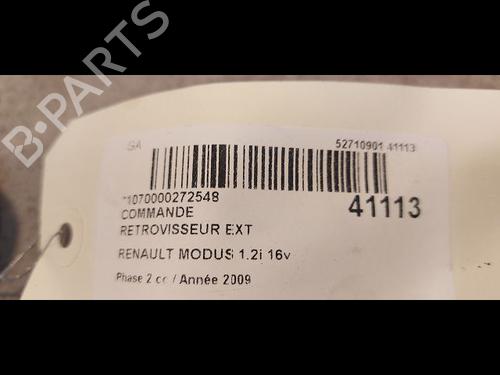 B-PARTS
GA
52710901 41113
*1070000272548
41113
COMMANDE
RETROVISSEUR EXT
RENAULT MODUS 1.2i 16v
Phase 2 cc / Année 2009